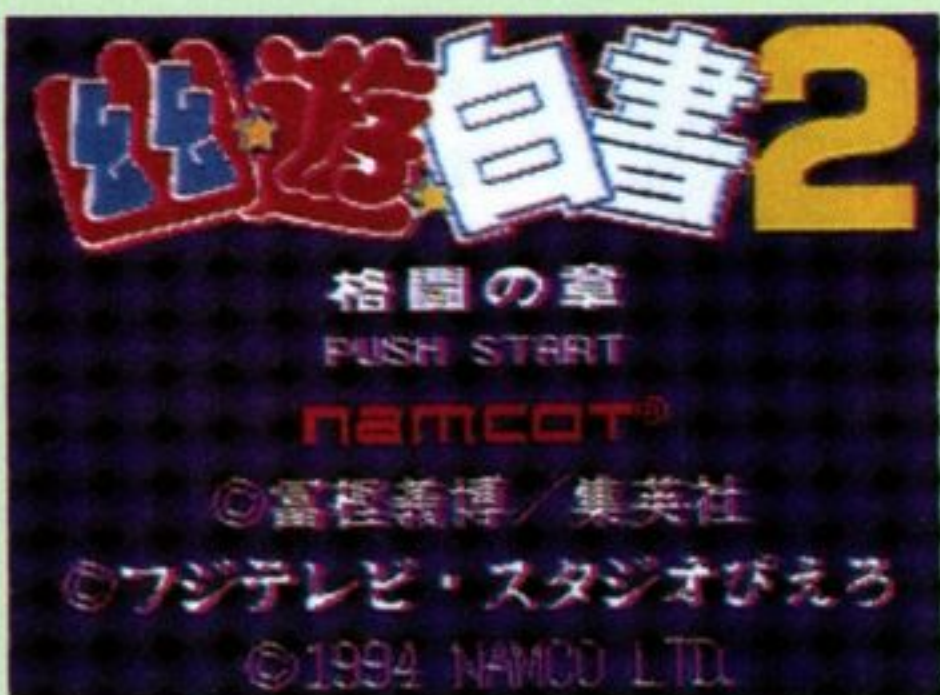 幽遊白書2
格闘の章
PUSH START
namcoT®
©冨樫義博／集英社
©フジテレビ・スタジオぴえろ
©1994 NAMCO LTD.